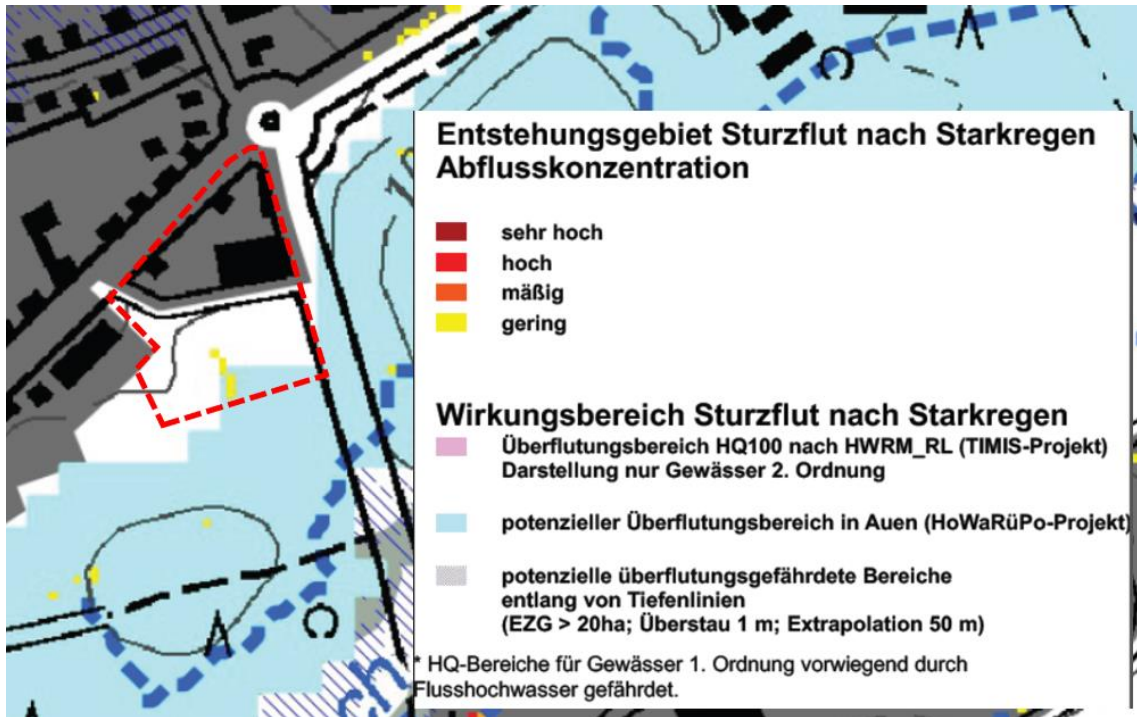 Entstehungsgebiet Sturzflut nach Starkregen
Abflusskonzentration
sehr hoch
hoch
mäßig
gering
Wirkungsbereich Sturzflut nach Starkregen
Überflutungsbereich HQ100 nach HWRM_RL (TIMIS-Projekt)
Darstellung nur Gewässer 2. Ordnung
potenzieller Überflutungsbereich in Auen (HoWaRüPo-Projekt)
potenzielle überflutungsgefährdete Bereiche
entlang von Tiefenlinien
(EZG > 20ha; Überstau 1 m; Extrapolation 50 m)
* HQ-Bereiche für Gewässer 1. Ordnung vorwiegend durch
Flusshochwasser gefährdet.